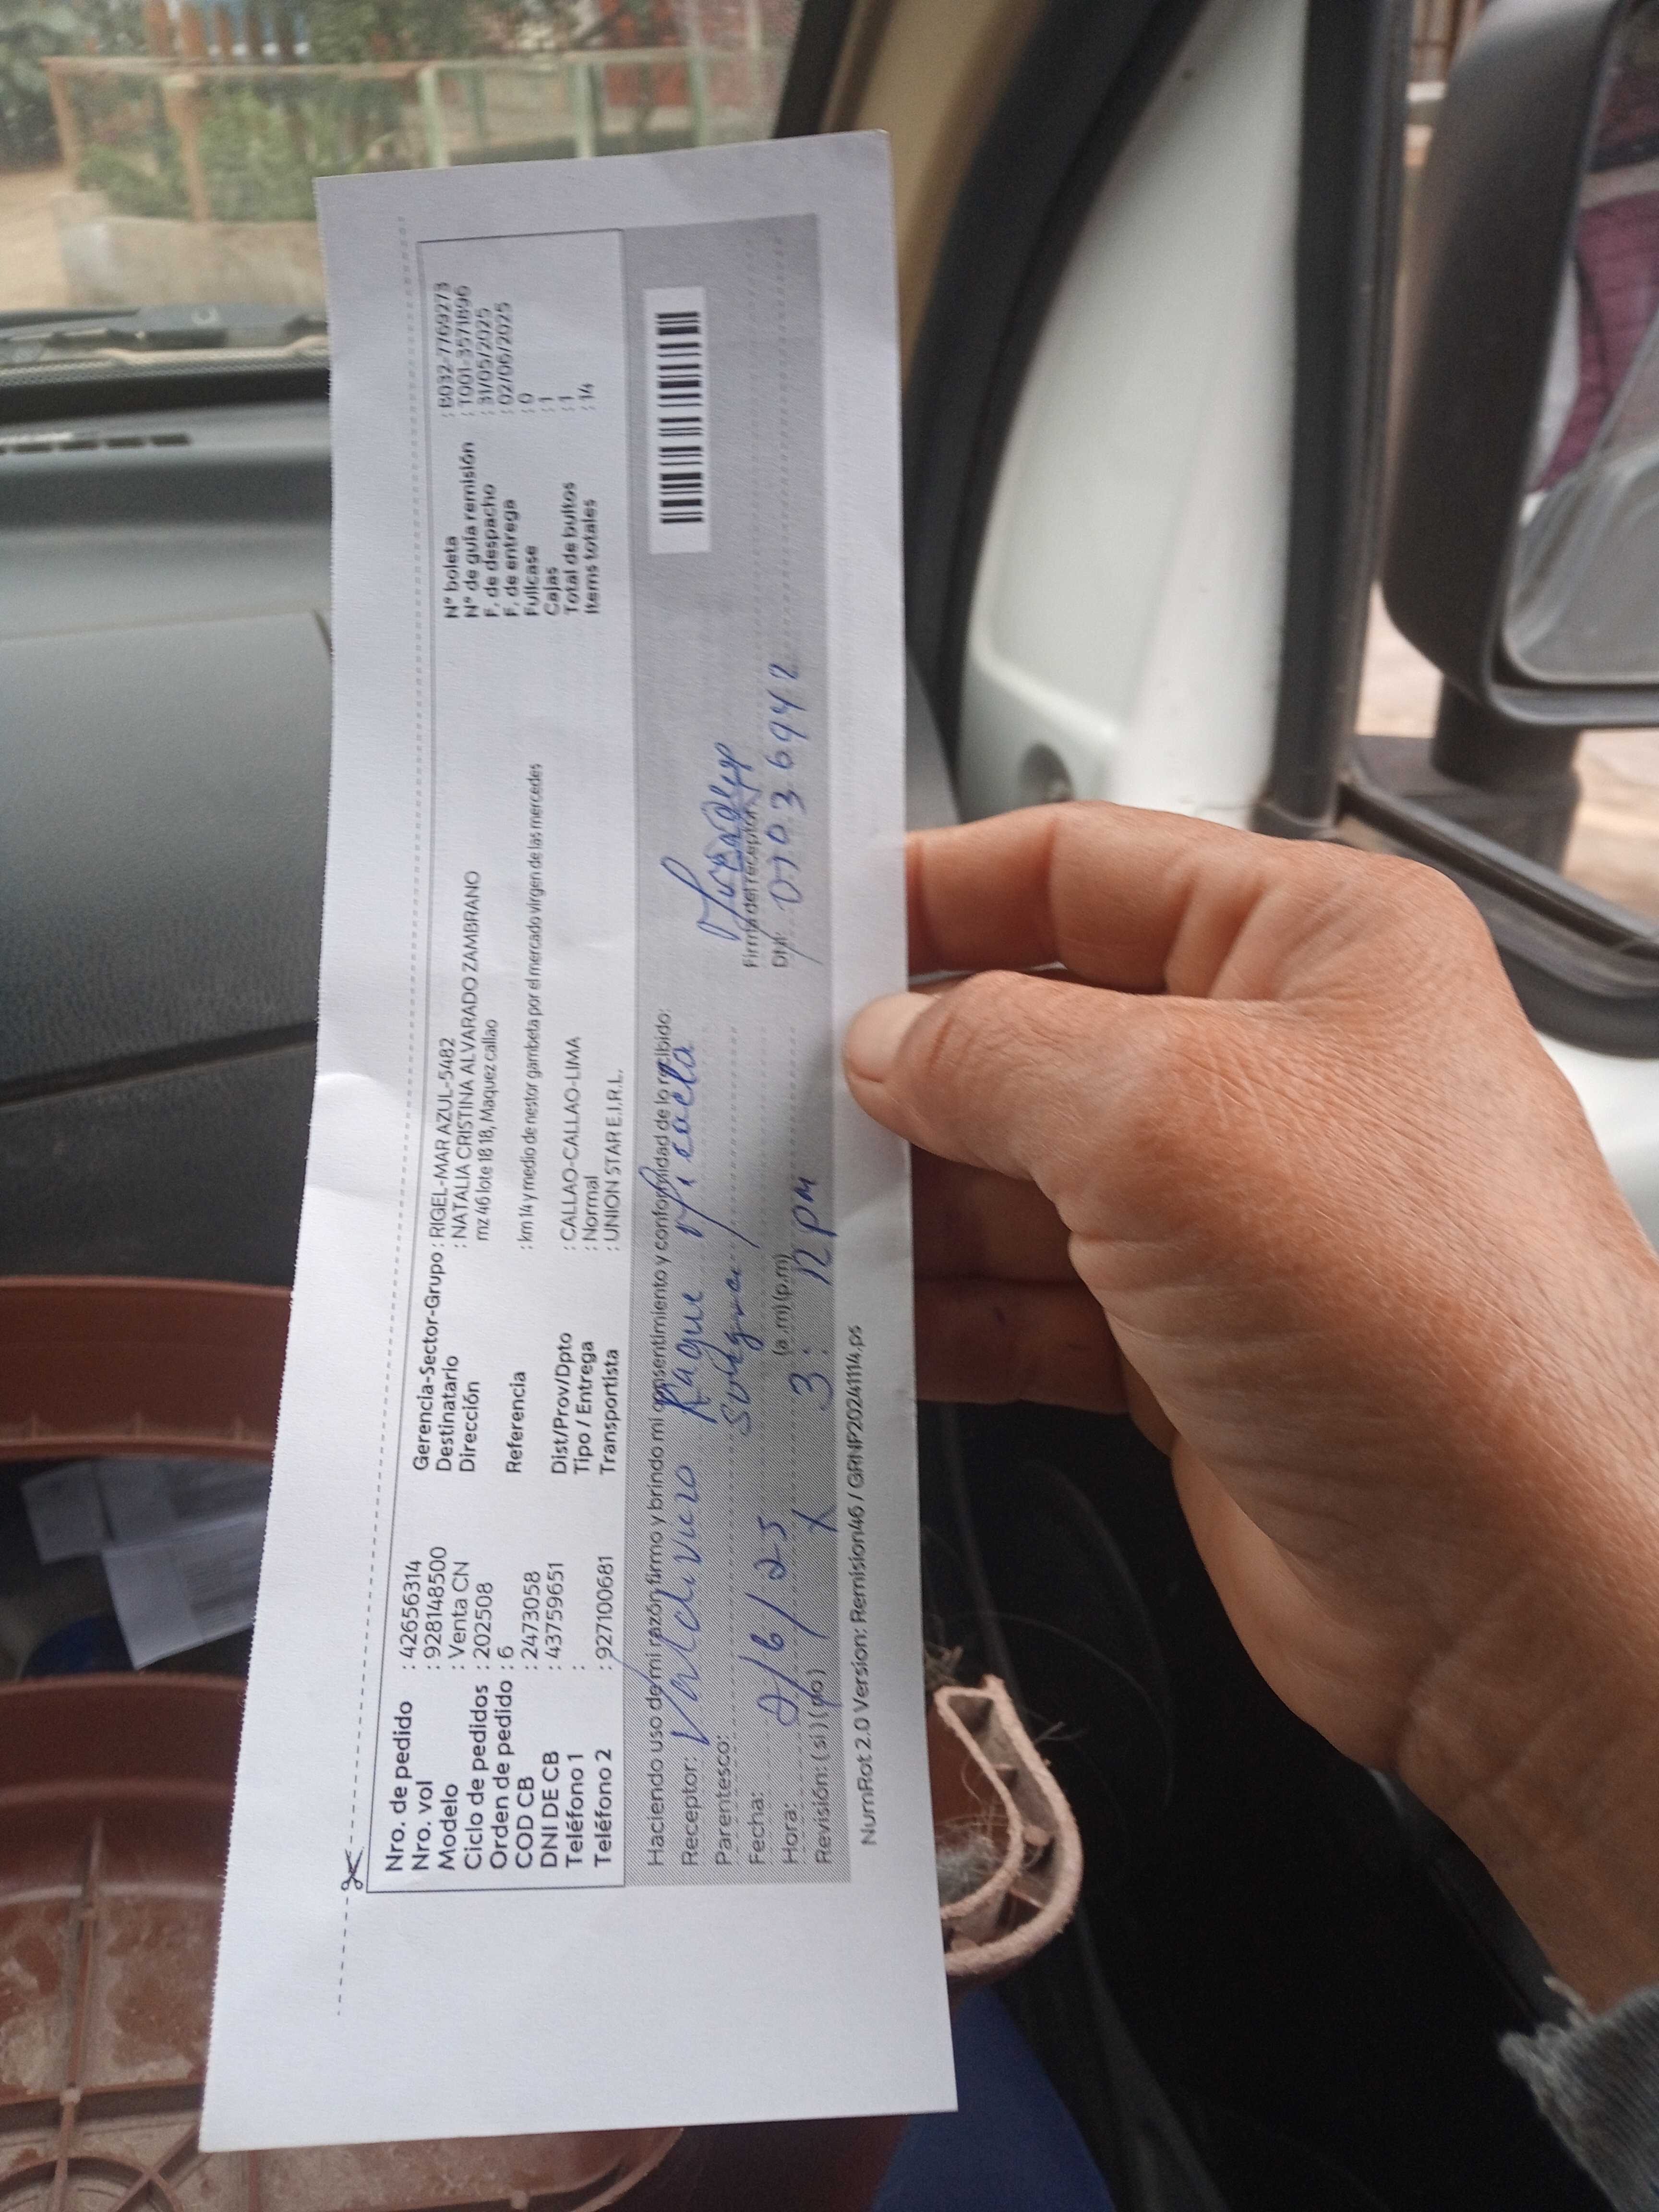 Nro. de pedido : 42656314
Nro. vol : 928148500
Modelo : Venta CN
Ciclo de pedidos : 202508
Orden de pedido : 6
COD CB : 2473058
DNI DE CB : 43759651
Teléfono 1 :
Teléfono 2 : 927100681
Gerencia-Sector-Grupo : RIGEL-MAR AZUL-5482
Destinatario : NATALIA CRISTINA ALVARADO ZAMBRANO
Dirección mz 46 lote 18 18, Maquez callao
Referencia : km 14 y medio de nestor gambeta por el mercado virgen de las mercedes
Dist/Prov/Dpto : CALLAO-CALLAO-LIMA
Tipo / Entrega : Normal
Transportista : UNION STAR E.I.R.L.
N° boleta : B032-7769273
N° de guía remisión : T001-3571896
F. de despacho : 31/05/2025
F. de entrega : 02/06/2025
Fullcase : 0
Cajas : 1
Total de bultos : 1
Items totales : 14
Haciendo uso de mi razón firmo y brindo mi consentimiento y conformidad de lo recibido:
Receptor: Valdiviezo Raque Micaela
Parentesco: Suegra
Fecha: 2/6/25
Firma del receptor
Hora: 3:12 pm (a.m) (p.m)
DNI:
Revisión: (si) (no) X
NumRot 2.0 Version: Remision46 / GRNP20241114.ps